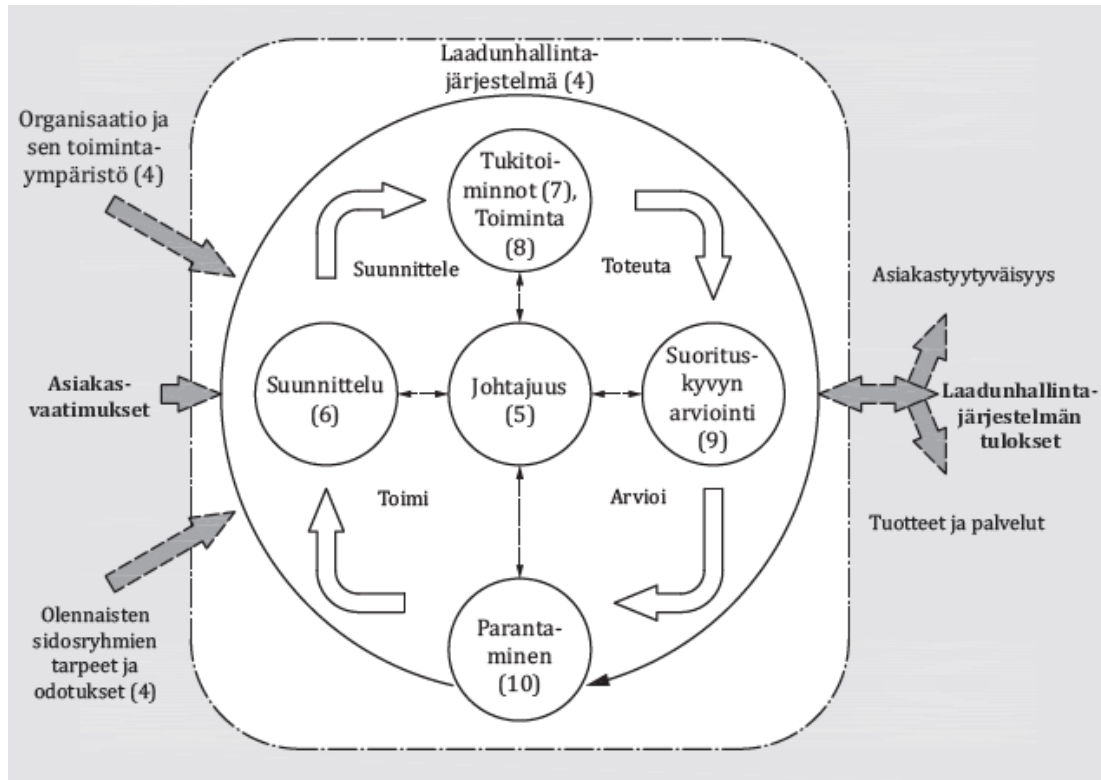 Laadunhallinta-
järjestelmä (4)
Organisaatio ja
sen toiminta-
ympäristö (4)
Tukitoi-
minnot (7),
Toiminta
(8)
Suunnittele
Toteuta
Asiakastyytyväisyys
Asiakas-
vaatimukset
Suunnittelu
(6)
Johtajuus
(5)
Suoritus-
kyvyn
arviointi
(9)
Laadunhallinta-
järjestelmän
tulokset
Toimi
Arvioi
Tuotteet ja palvelut
Olennaisten
sidosryhmien
tarpeet ja
odotukset (4)
Paranta-
minen
(10)